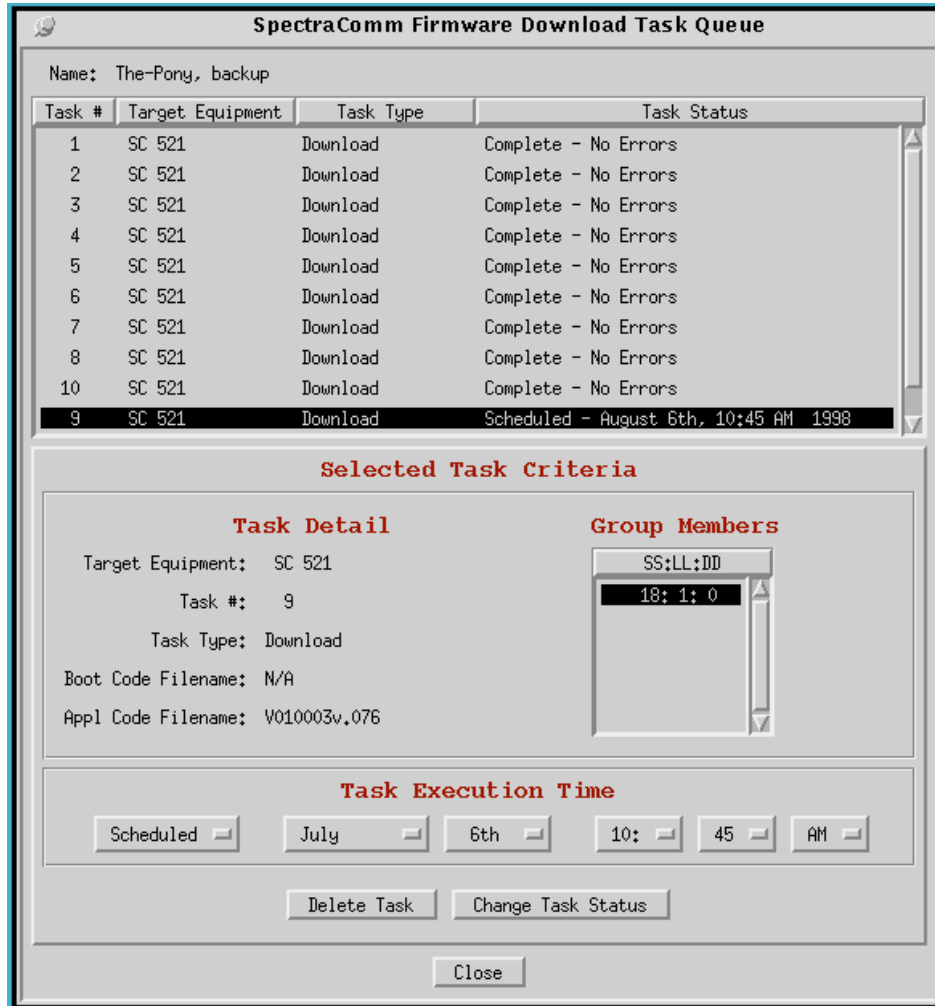 SpectraComm Firmware Download Task Queue
Name: The-Pony, backup
Task # Target Equipment Task Type Task Status
1 SC 521 Download Complete - No Errors
2 SC 521 Download Complete - No Errors
3 SC 521 Download Complete - No Errors
4 SC 521 Download Complete - No Errors
5 SC 521 Download Complete - No Errors
6 SC 521 Download Complete - No Errors
7 SC 521 Download Complete - No Errors
8 SC 521 Download Complete - No Errors
10 SC 521 Download Complete - No Errors
9 SC 521 Download Scheduled - August 6th, 10:45 AM 1998
Selected Task Criteria
Task Detail
Target Equipment: SC 521
Task #: 9
Task Type: Download
Boot Code Filename: N/A
Appl Code Filename: V010003v.076
Group Members
SS:LL:DD
18: 1: 0
Task Execution Time
Scheduled July 6th 10: 45 AM
Delete Task Change Task Status
Close